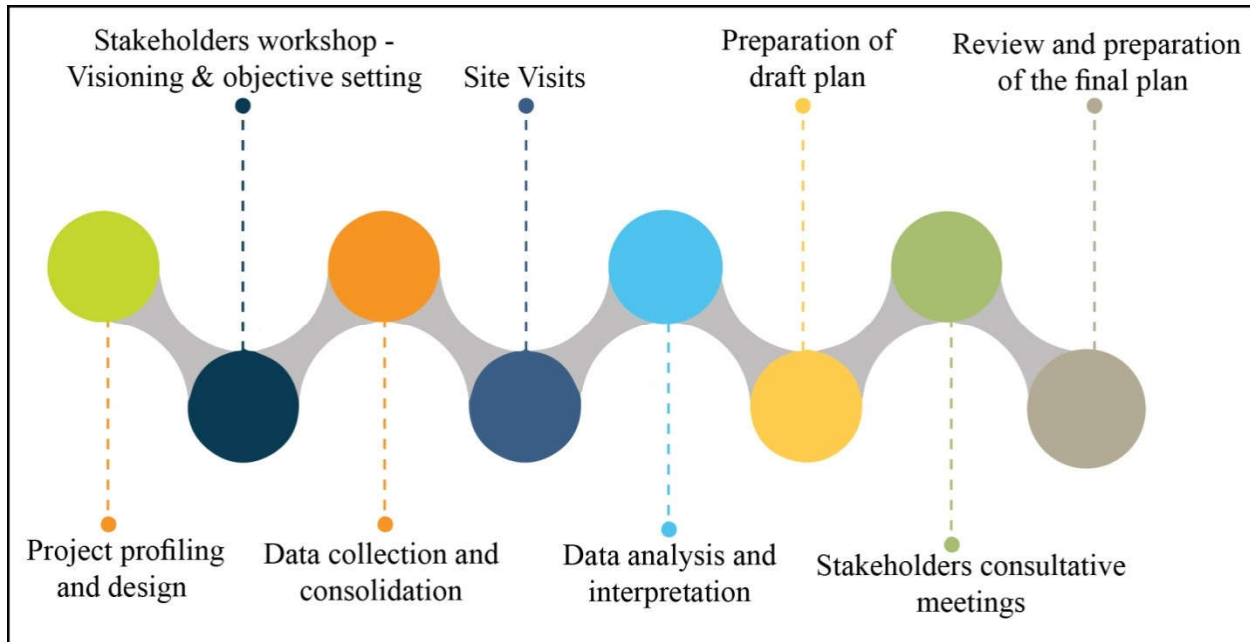 Stakeholders workshop -
Visioning & objective setting
Site Visits
Preparation of
draft plan
Review and preparation
of the final plan
Project profiling
and design
Data collection and
consolidation
Data analysis and
interpretation
Stakeholders consultative
meetings